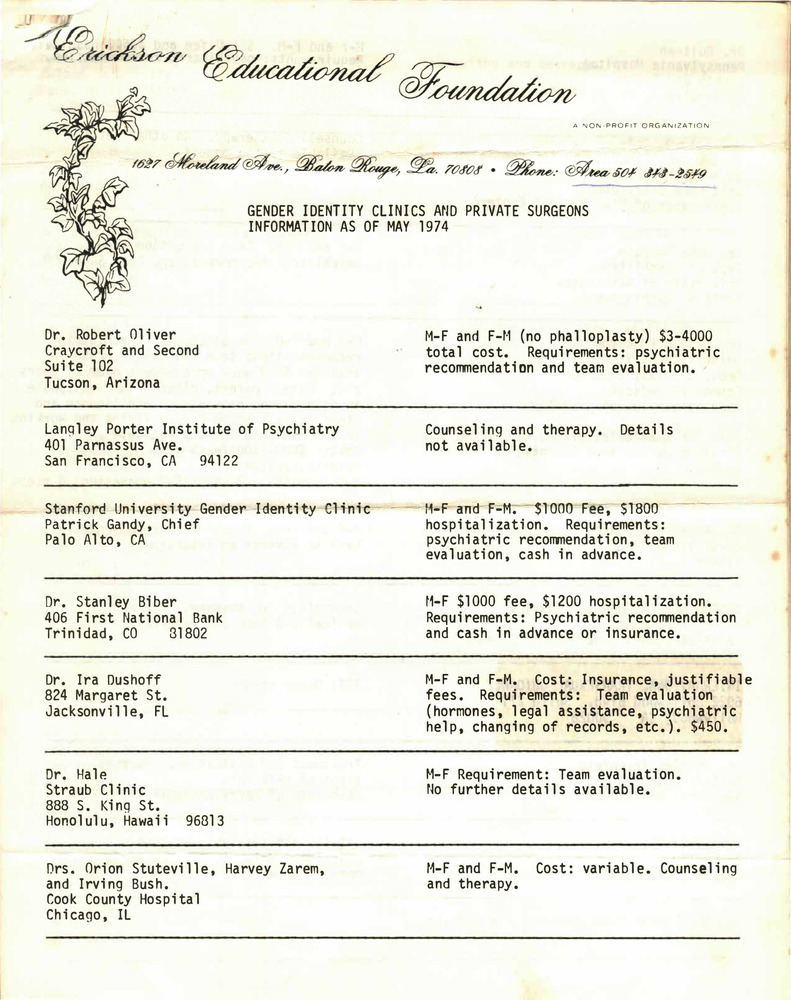 Erickson Educational Foundation
A NON-PROFIT ORGANIZATION
1627 Moreland Ave., Baton Rouge, La. 70808 • Phone: Area 504 343-2549
GENDER IDENTITY CLINICS AND PRIVATE SURGEONS
INFORMATION AS OF MAY 1974
Dr. Robert Oliver
Craycroft and Second
Suite 102
Tucson, Arizona
M-F and F-M (no phalloplasty) $3-4000
total cost. Requirements: psychiatric
recommendation and team evaluation.
Langley Porter Institute of Psychiatry
401 Parnassus Ave.
San Francisco, CA 94122
Counseling and therapy. Details
not available.
Stanford University Gender Identity Clinic
Patrick Gandy, Chief
Palo Alto, CA
M-F and F-M. $1000 Fee, $1800
hospitalization. Requirements:
psychiatric recommendation, team
evaluation, cash in advance.
Dr. Stanley Biber
406 First National Bank
Trinidad, CO 81802
M-F $1000 fee, $1200 hospitalization.
Requirements: Psychiatric recommendation
and cash in advance or insurance.
Dr. Ira Dushoff
824 Margaret St.
Jacksonville, FL
M-F and F-M. Cost: Insurance, justifiable
fees. Requirements: Team evaluation
(hormones, legal assistance, psychiatric
help, changing of records, etc.). $450.
Dr. Hale
Straub Clinic
888 S. King St.
Honolulu, Hawaii 96813
M-F Requirement: Team evaluation.
No further details available.
Drs. Orion Stuteville, Harvey Zarem,
and Irving Bush.
Cook County Hospital
Chicago, IL
M-F and F-M. Cost: variable. Counseling
and therapy.